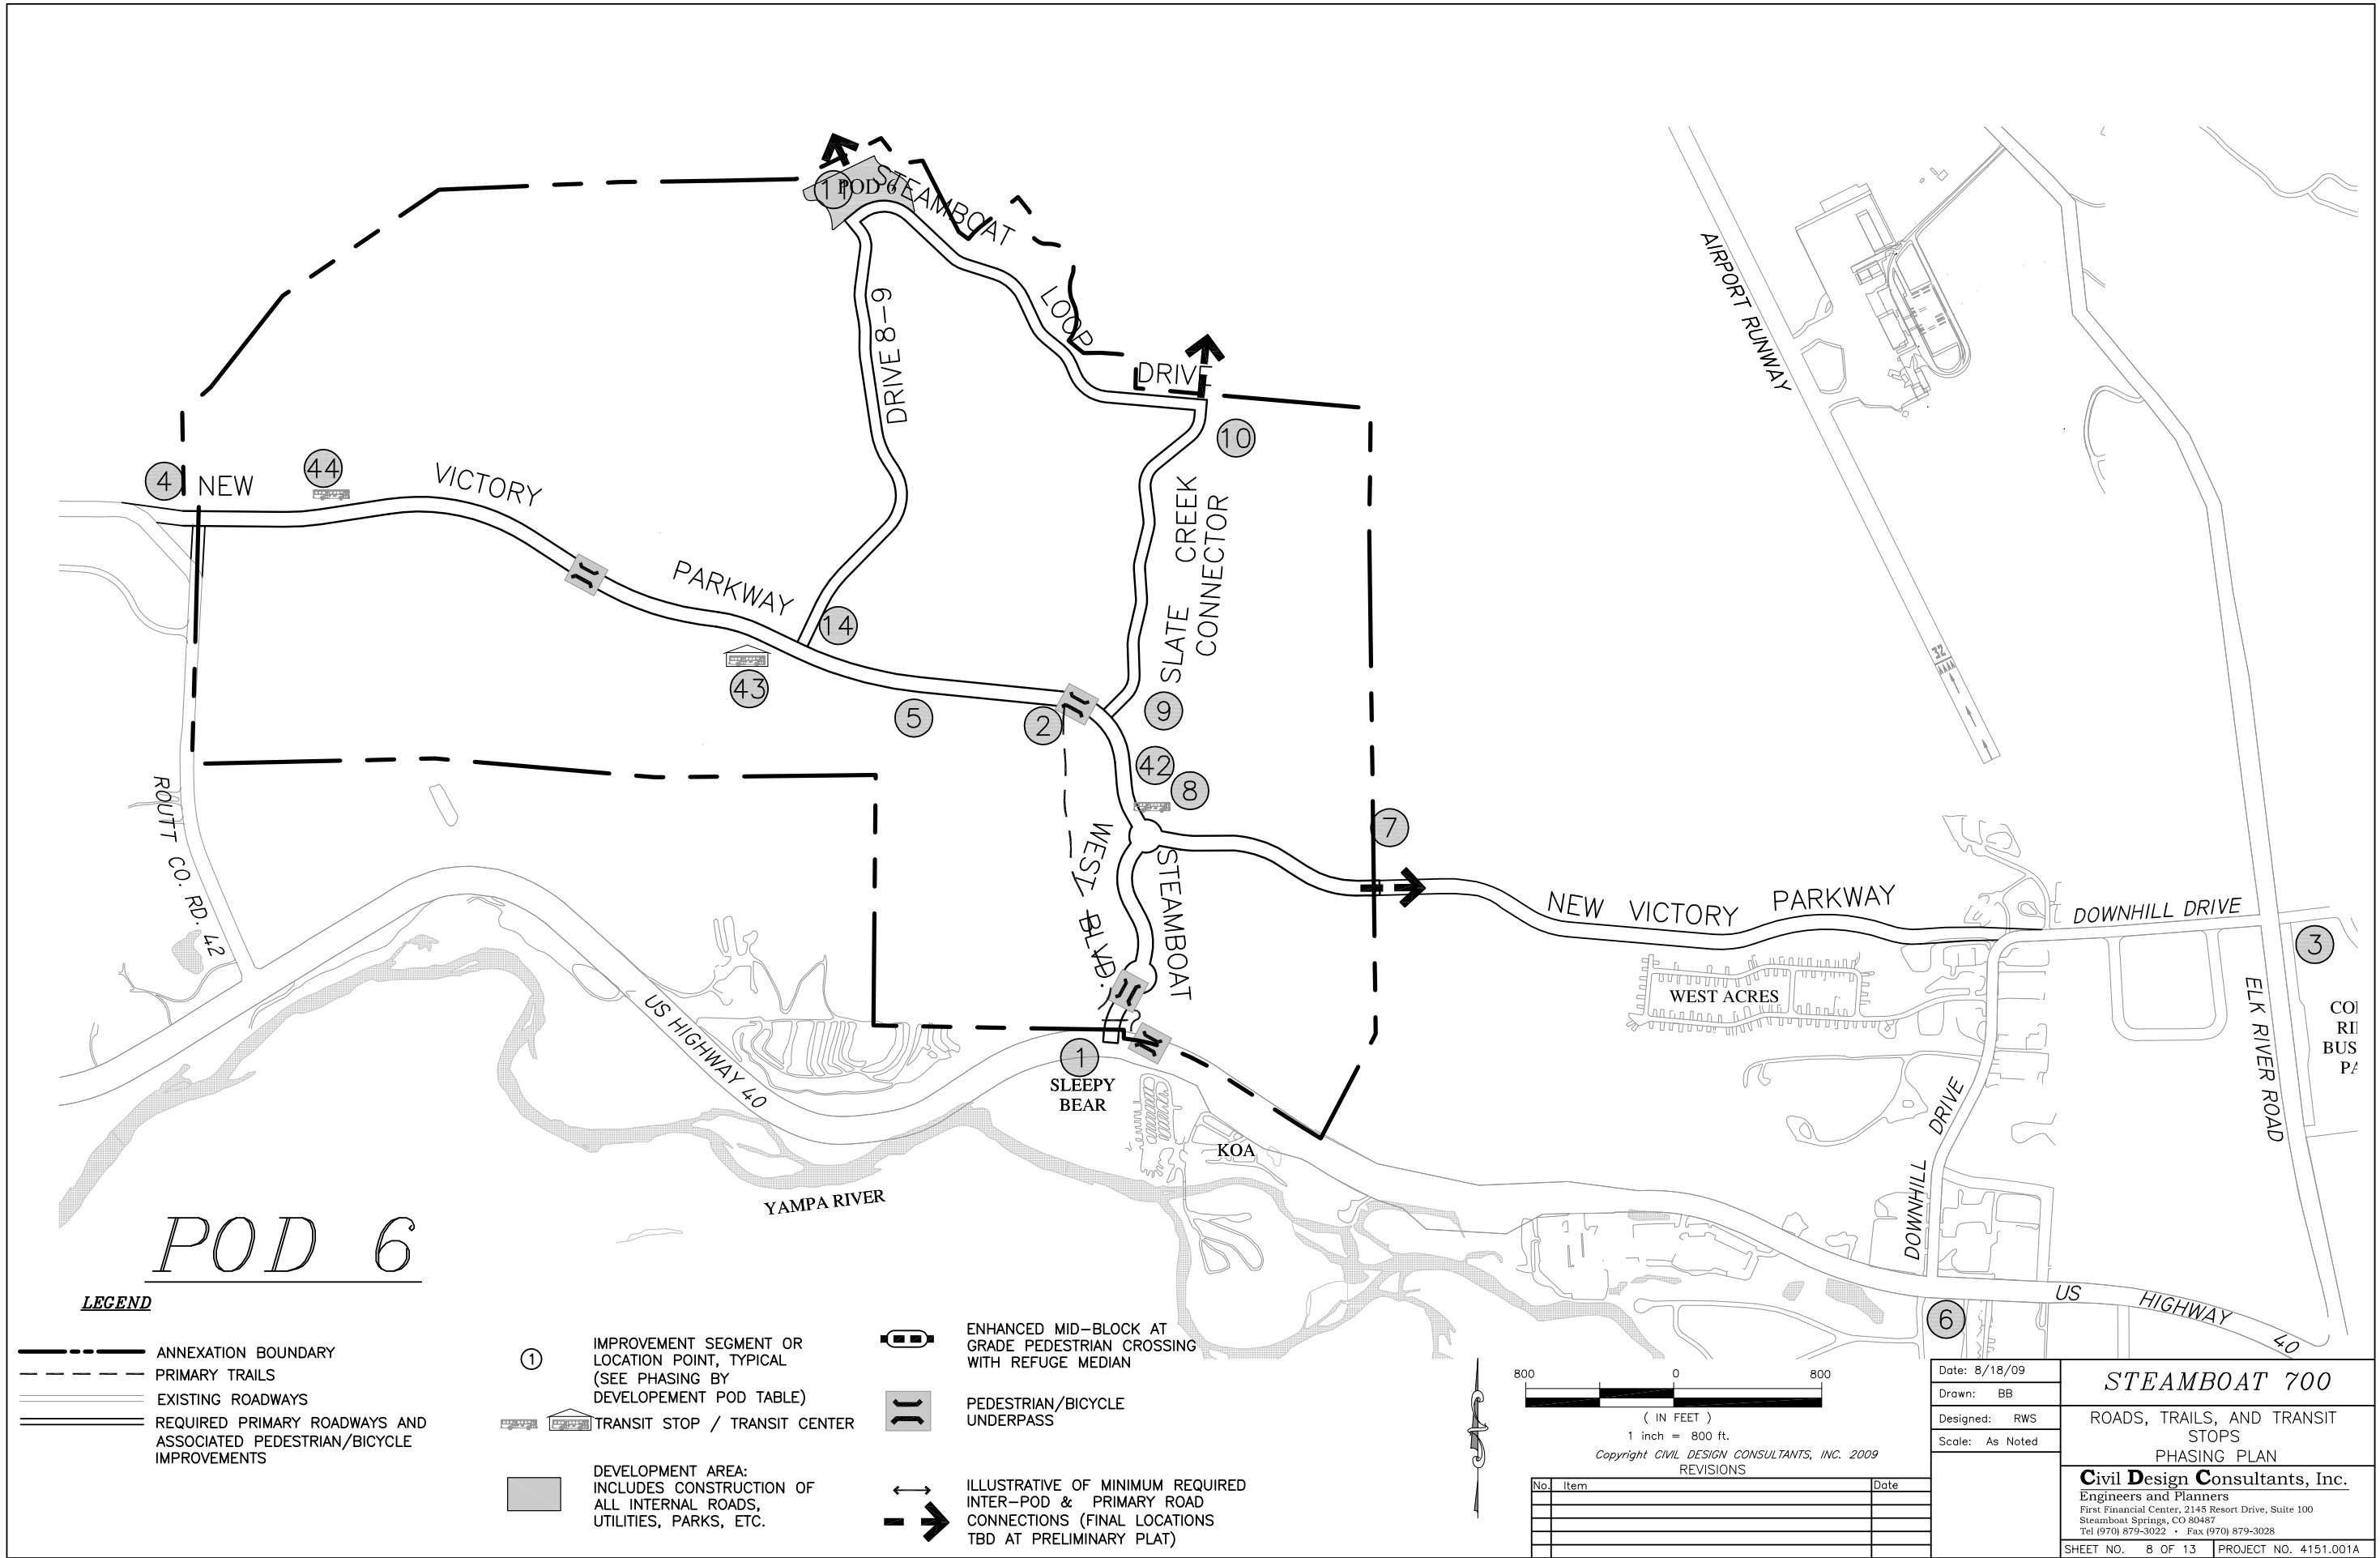 11
POD 6
STEAMBOAT
LOOP
DRIVE
DRIVE 8-9
10
AIRPORT RUNWAY
32
4
NEW
44
VICTORY
PARKWAY
14
43
5
2
SLATE CREEK
CONNECTOR
9
42
8
7
WEST BLVD.
STEAMBOAT
NEW VICTORY PARKWAY
DOWNHILL DRIVE
3
WEST ACRES
ELK RIVER ROAD
ROUTT CO. RD. 42
US HIGHWAY 40
1
SLEEPY
BEAR
KOA
YAMPA RIVER
DOWNHILL DRIVE
6
US HIGHWAY 40
POD 6
LEGEND
ANNEXATION BOUNDARY
PRIMARY TRAILS
EXISTING ROADWAYS
REQUIRED PRIMARY ROADWAYS AND
ASSOCIATED PEDESTRIAN/BICYCLE
IMPROVEMENTS
1
IMPROVEMENT SEGMENT OR
LOCATION POINT, TYPICAL
(SEE PHASING BY
DEVELOPEMENT POD TABLE)
TRANSIT STOP / TRANSIT CENTER
DEVELOPMENT AREA:
INCLUDES CONSTRUCTION OF
ALL INTERNAL ROADS,
UTILITIES, PARKS, ETC.
ENHANCED MID-BLOCK AT
GRADE PEDESTRIAN CROSSING
WITH REFUGE MEDIAN
PEDESTRIAN/BICYCLE
UNDERPASS
ILLUSTRATIVE OF MINIMUM REQUIRED
INTER-POD & PRIMARY ROAD
CONNECTIONS (FINAL LOCATIONS
TBD AT PRELIMINARY PLAT)
800 0 800
( IN FEET )
1 inch = 800 ft.
Copyright CIVIL DESIGN CONSULTANTS, INC. 2009
REVISIONS
No. Item Date
Date: 8/18/09
Drawn: BB
Designed: RWS
Scale: As Noted
STEAMBOAT 700
ROADS, TRAILS, AND TRANSIT
STOPS
PHASING PLAN
Civil Design Consultants, Inc.
Engineers and Planners
First Financial Center, 2145 Resort Drive, Suite 100
Steamboat Springs, CO 80487
Tel (970) 879-3022 • Fax (970) 879-3028
SHEET NO. 8 OF 13 PROJECT NO. 4151.001A